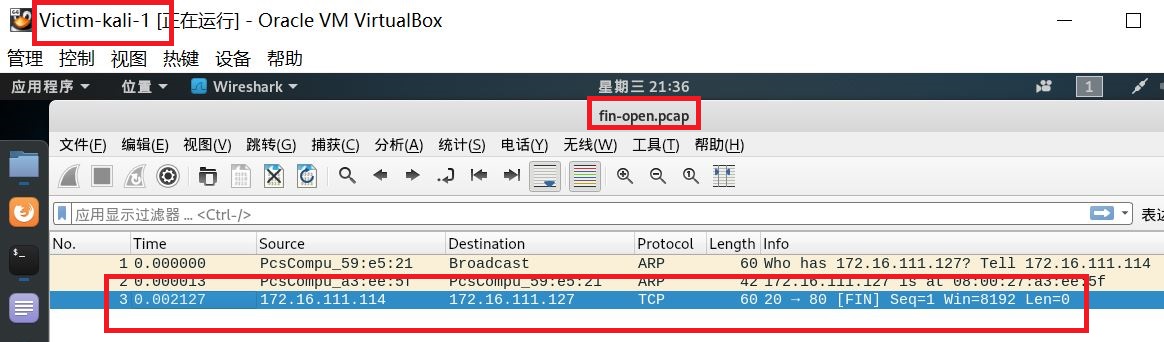 Victim-kali-1 [正在运行] - Oracle VM VirtualBox
管理 控制 视图 热键 设备 帮助
应用程序 位置 Wireshark 星期三 21:36 1
fin-open.pcap
文件(F) 编辑(E) 视图(V) 跳转(G) 捕获(C) 分析(A) 统计(S) 电话(Y) 无线(W) 工具(T) 帮助(H)
应用显示过滤器 … <Ctrl-/> 表达
No. Time Source Destination Protocol Length Info
1 0.000000 PcsCompu_59:e5:21 Broadcast ARP 60 Who has 172.16.111.127? Tell 172.16.111.114
2 0.000013 PcsCompu_a3:ee:5f PcsCompu_59:e5:21 ARP 42 172.16.111.127 is at 08:00:27:a3:ee:5f
3 0.002127 172.16.111.114 172.16.111.127 TCP 60 20 → 80 [FIN] Seq=1 Win=8192 Len=0